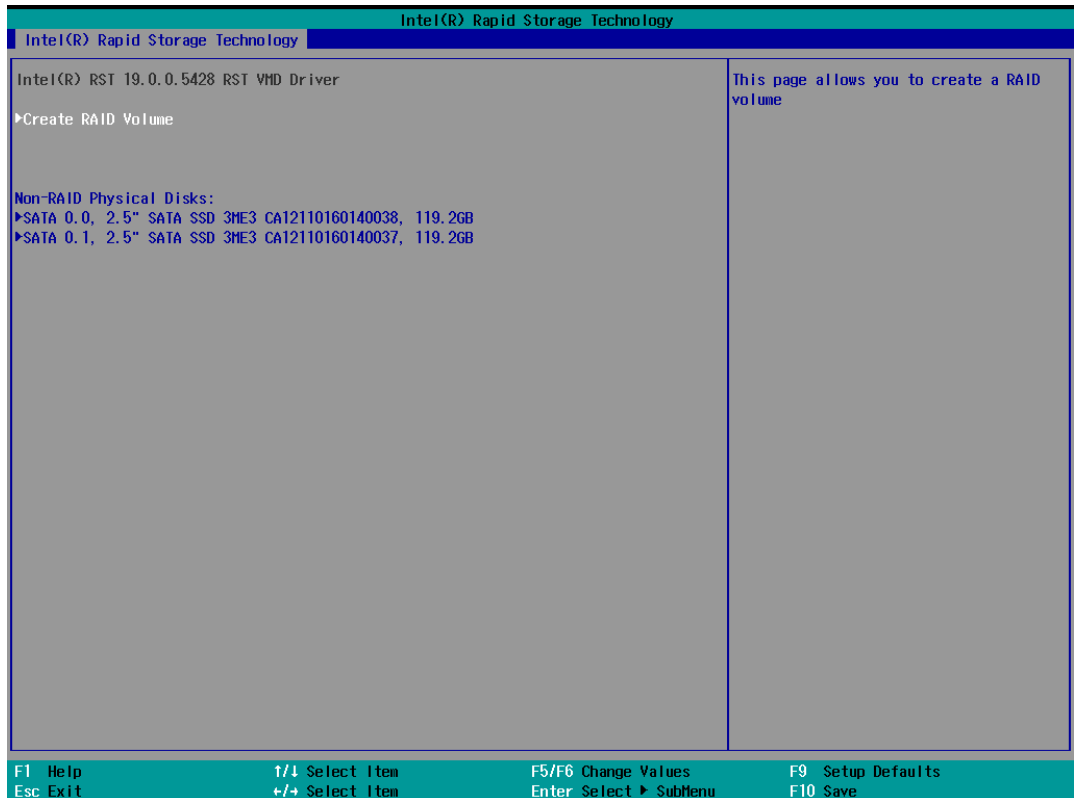 Intel(R) Rapid Storage Technology
Intel(R) Rapid Storage Technology
Intel(R) RST 19.0.0.5428 RST VMD Driver
▶Create RAID Volume
Non-RAID Physical Disks:
▶SATA 0.0, 2.5" SATA SSD 3ME3 CA12110160140038, 119.2GB
▶SATA 0.1, 2.5" SATA SSD 3ME3 CA12110160140037, 119.2GB
This page allows you to create a RAID
volume
F1 Help ↑/↓ Select Item F5/F6 Change Values F9 Setup Defaults
Esc Exit ←/→ Select Item Enter Select ▶ SubMenu F10 Save